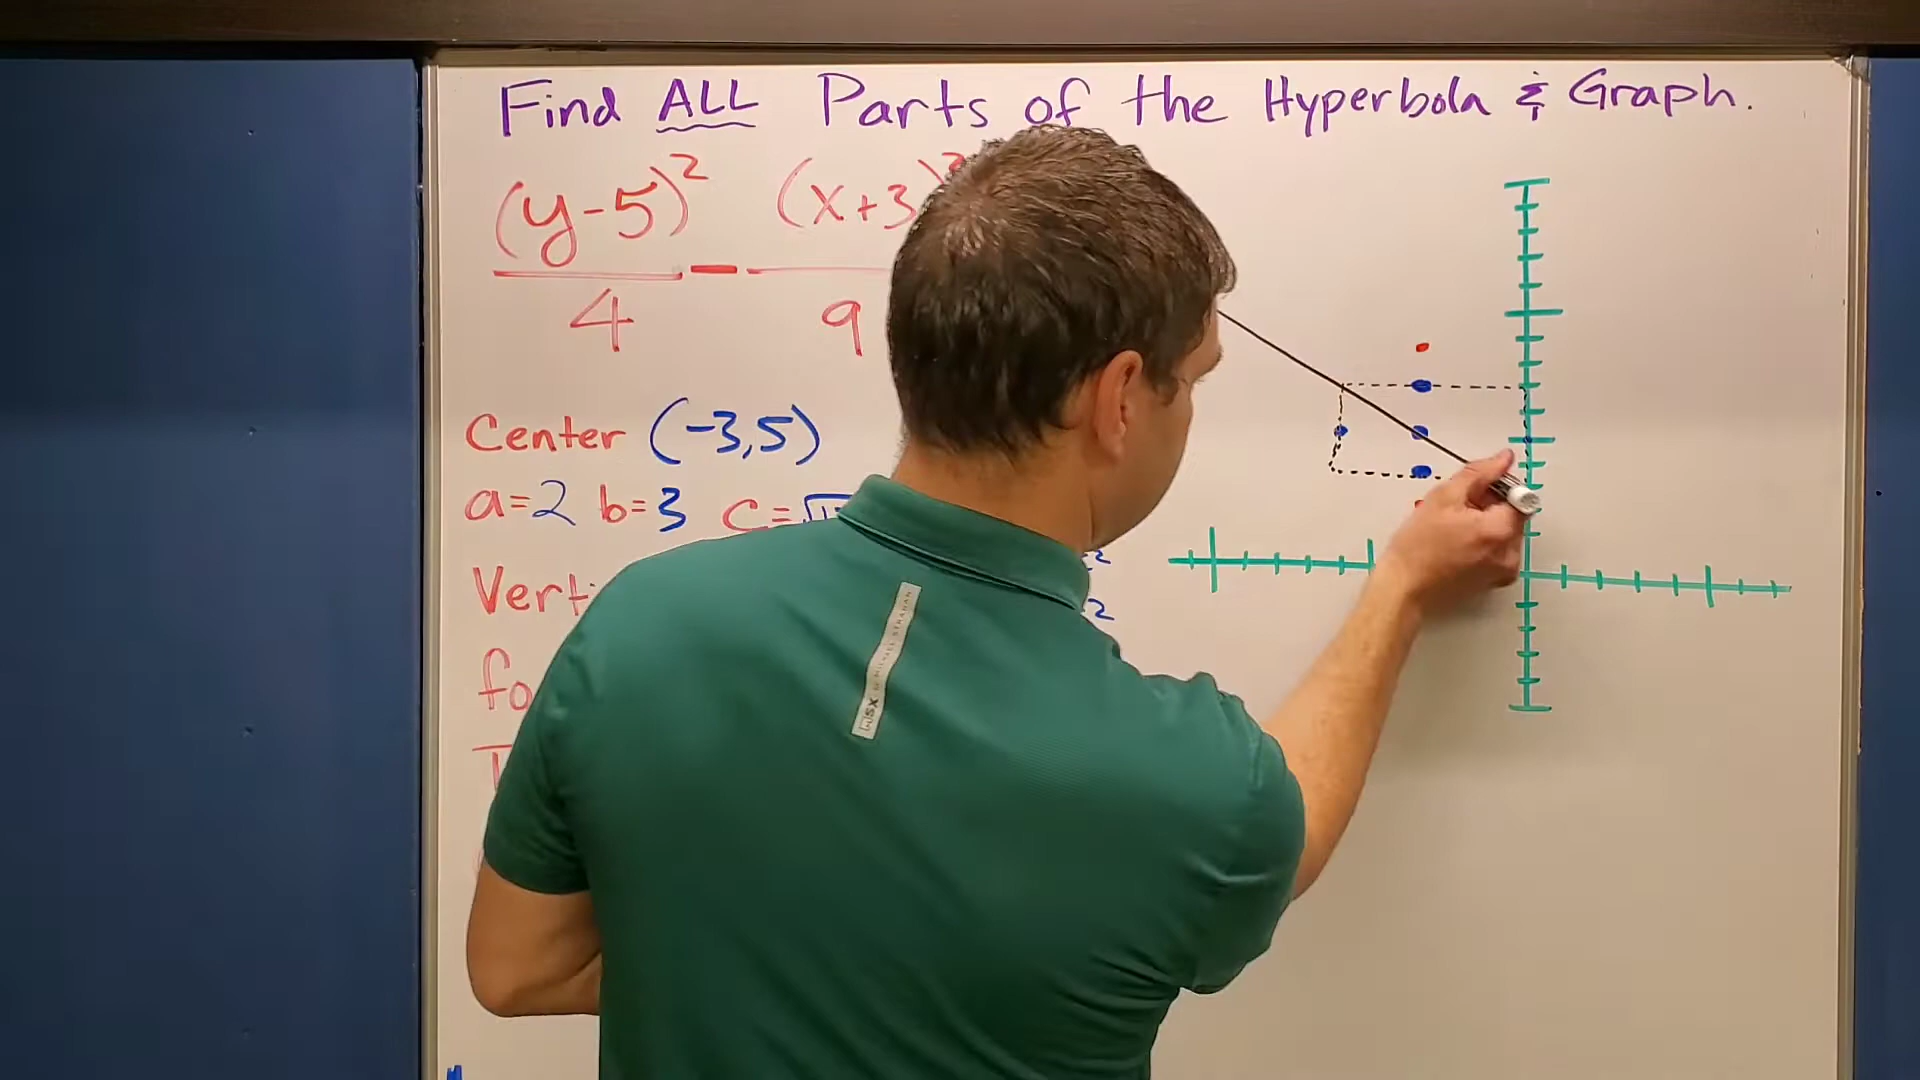 Find ALL Parts of the Hyperbola & Graph.
(y-5)² - (x+3)²
4 9
Center (-3,5)
a=2 b=3 c=√
Vert
fo